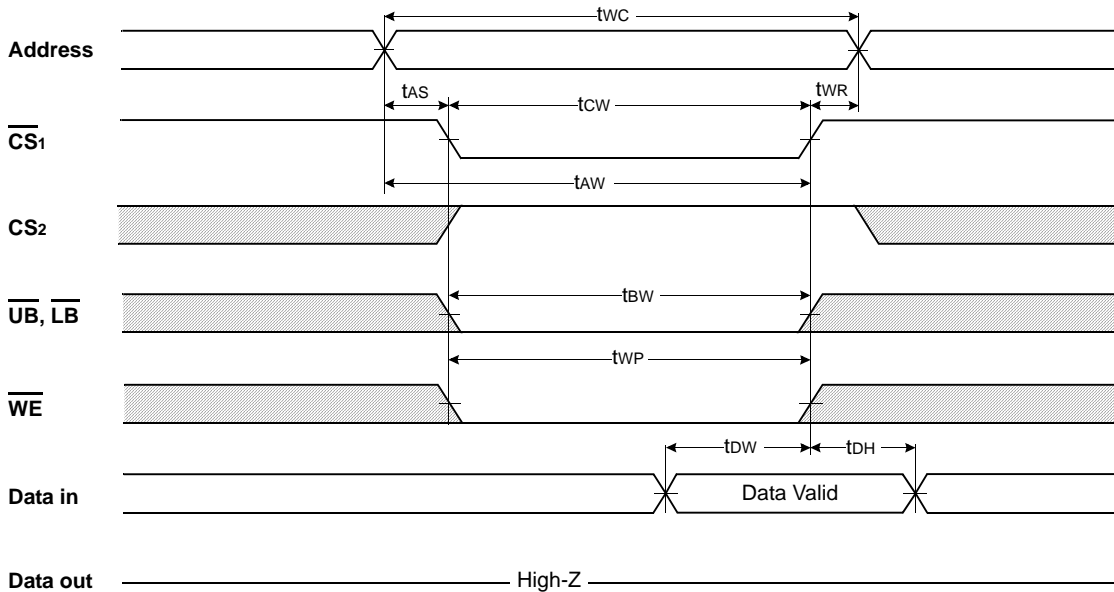 tWC
Address
tAS
tCW
tWR
CS1
tAW
CS2
tBW
UB, LB
tWP
WE
tDW
tDH
Data in
Data Valid
Data out
High-Z